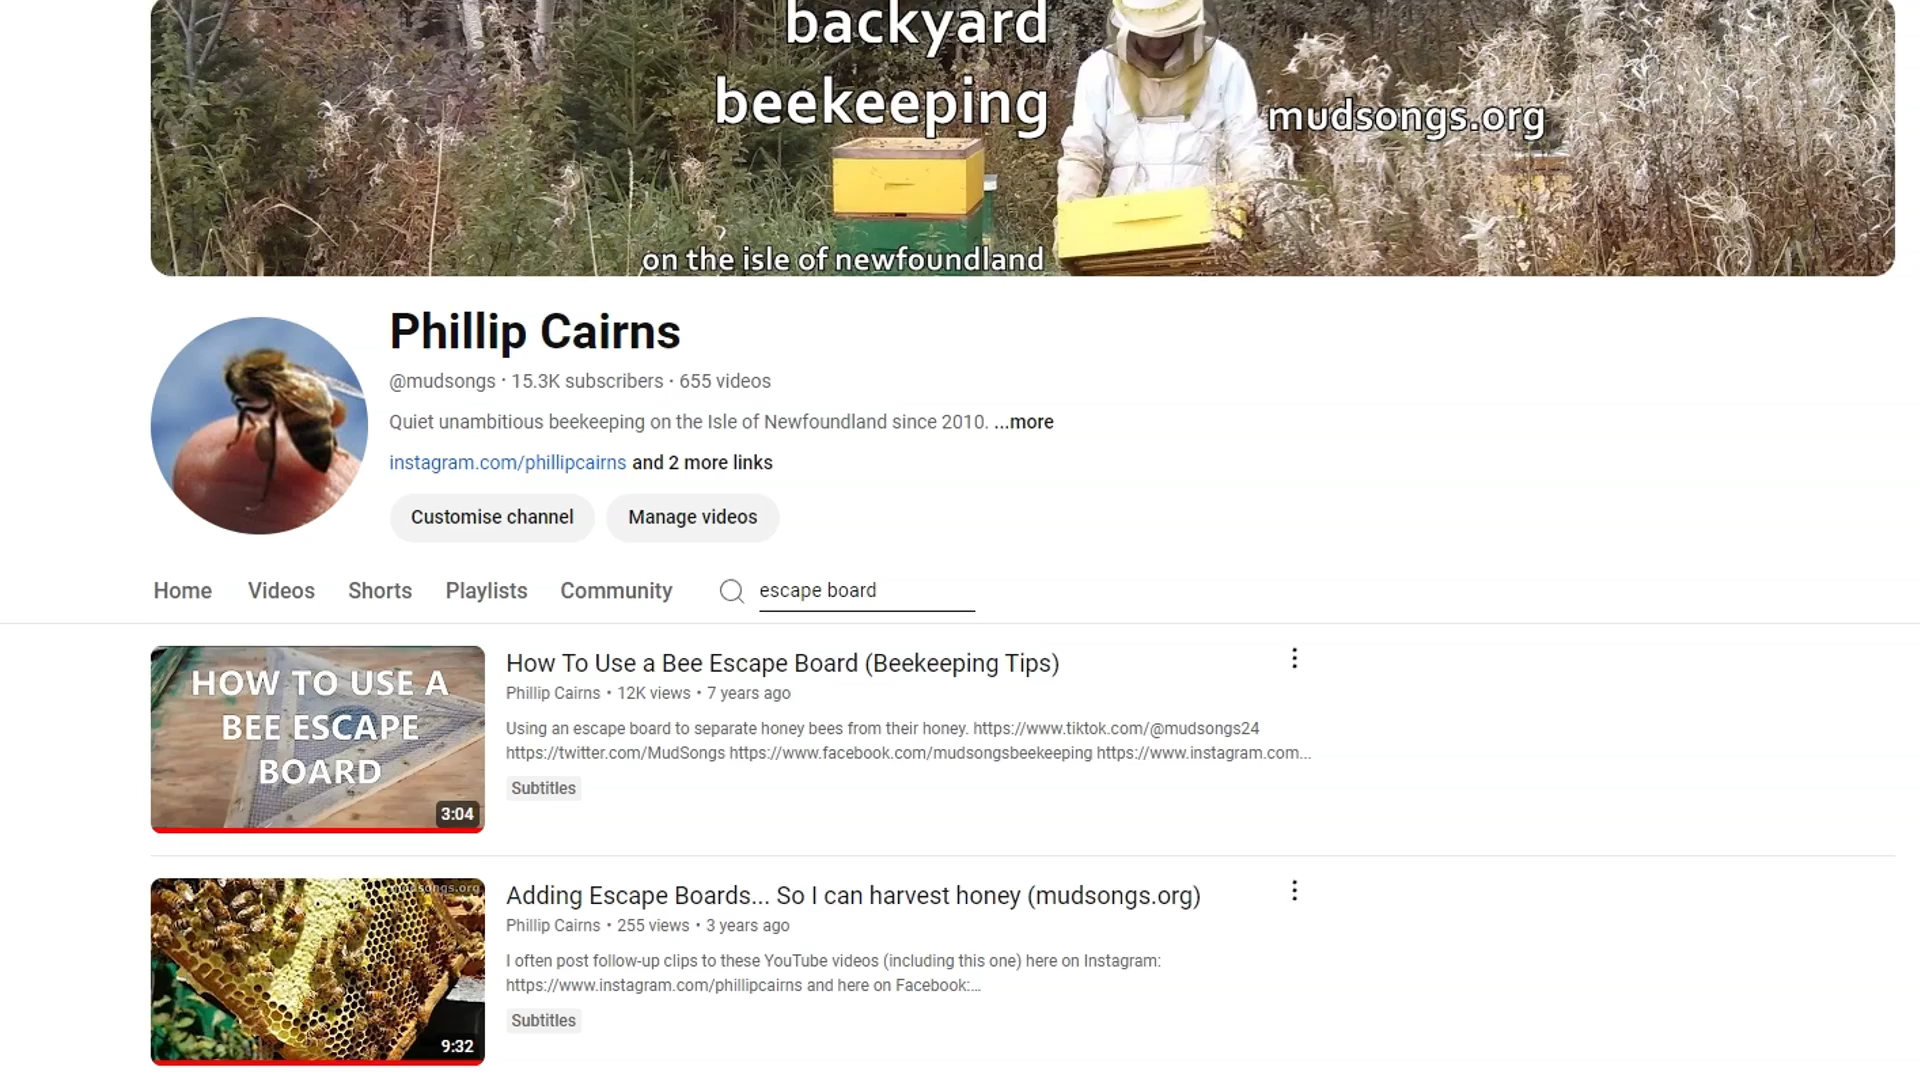 backyard
beekeeping
mudsongs.org
on the isle of newfoundland
Phillip Cairns
@mudsongs · 15.3K subscribers · 655 videos
Quiet unambitious beekeeping on the Isle of Newfoundland since 2010. ...more
instagram.com/phillipcairns and 2 more links
Customise channel Manage videos
Home Videos Shorts Playlists Community escape board
HOW TO USE A
BEE ESCAPE
BOARD
3:04
How To Use a Bee Escape Board (Beekeeping Tips)
Phillip Cairns • 12K views • 7 years ago
Using an escape board to separate honey bees from their honey. https://www.tiktok.com/@mudsongs24
https://twitter.com/MudSongs https://www.facebook.com/mudsongsbeekeeping https://www.instagram.com...
Subtitles
mudsongs.org
9:32
Adding Escape Boards... So I can harvest honey (mudsongs.org)
Phillip Cairns • 255 views • 3 years ago
I often post follow-up clips to these YouTube videos (including this one) here on Instagram:
https://www.instagram.com/phillipcairns and here on Facebook:...
Subtitles